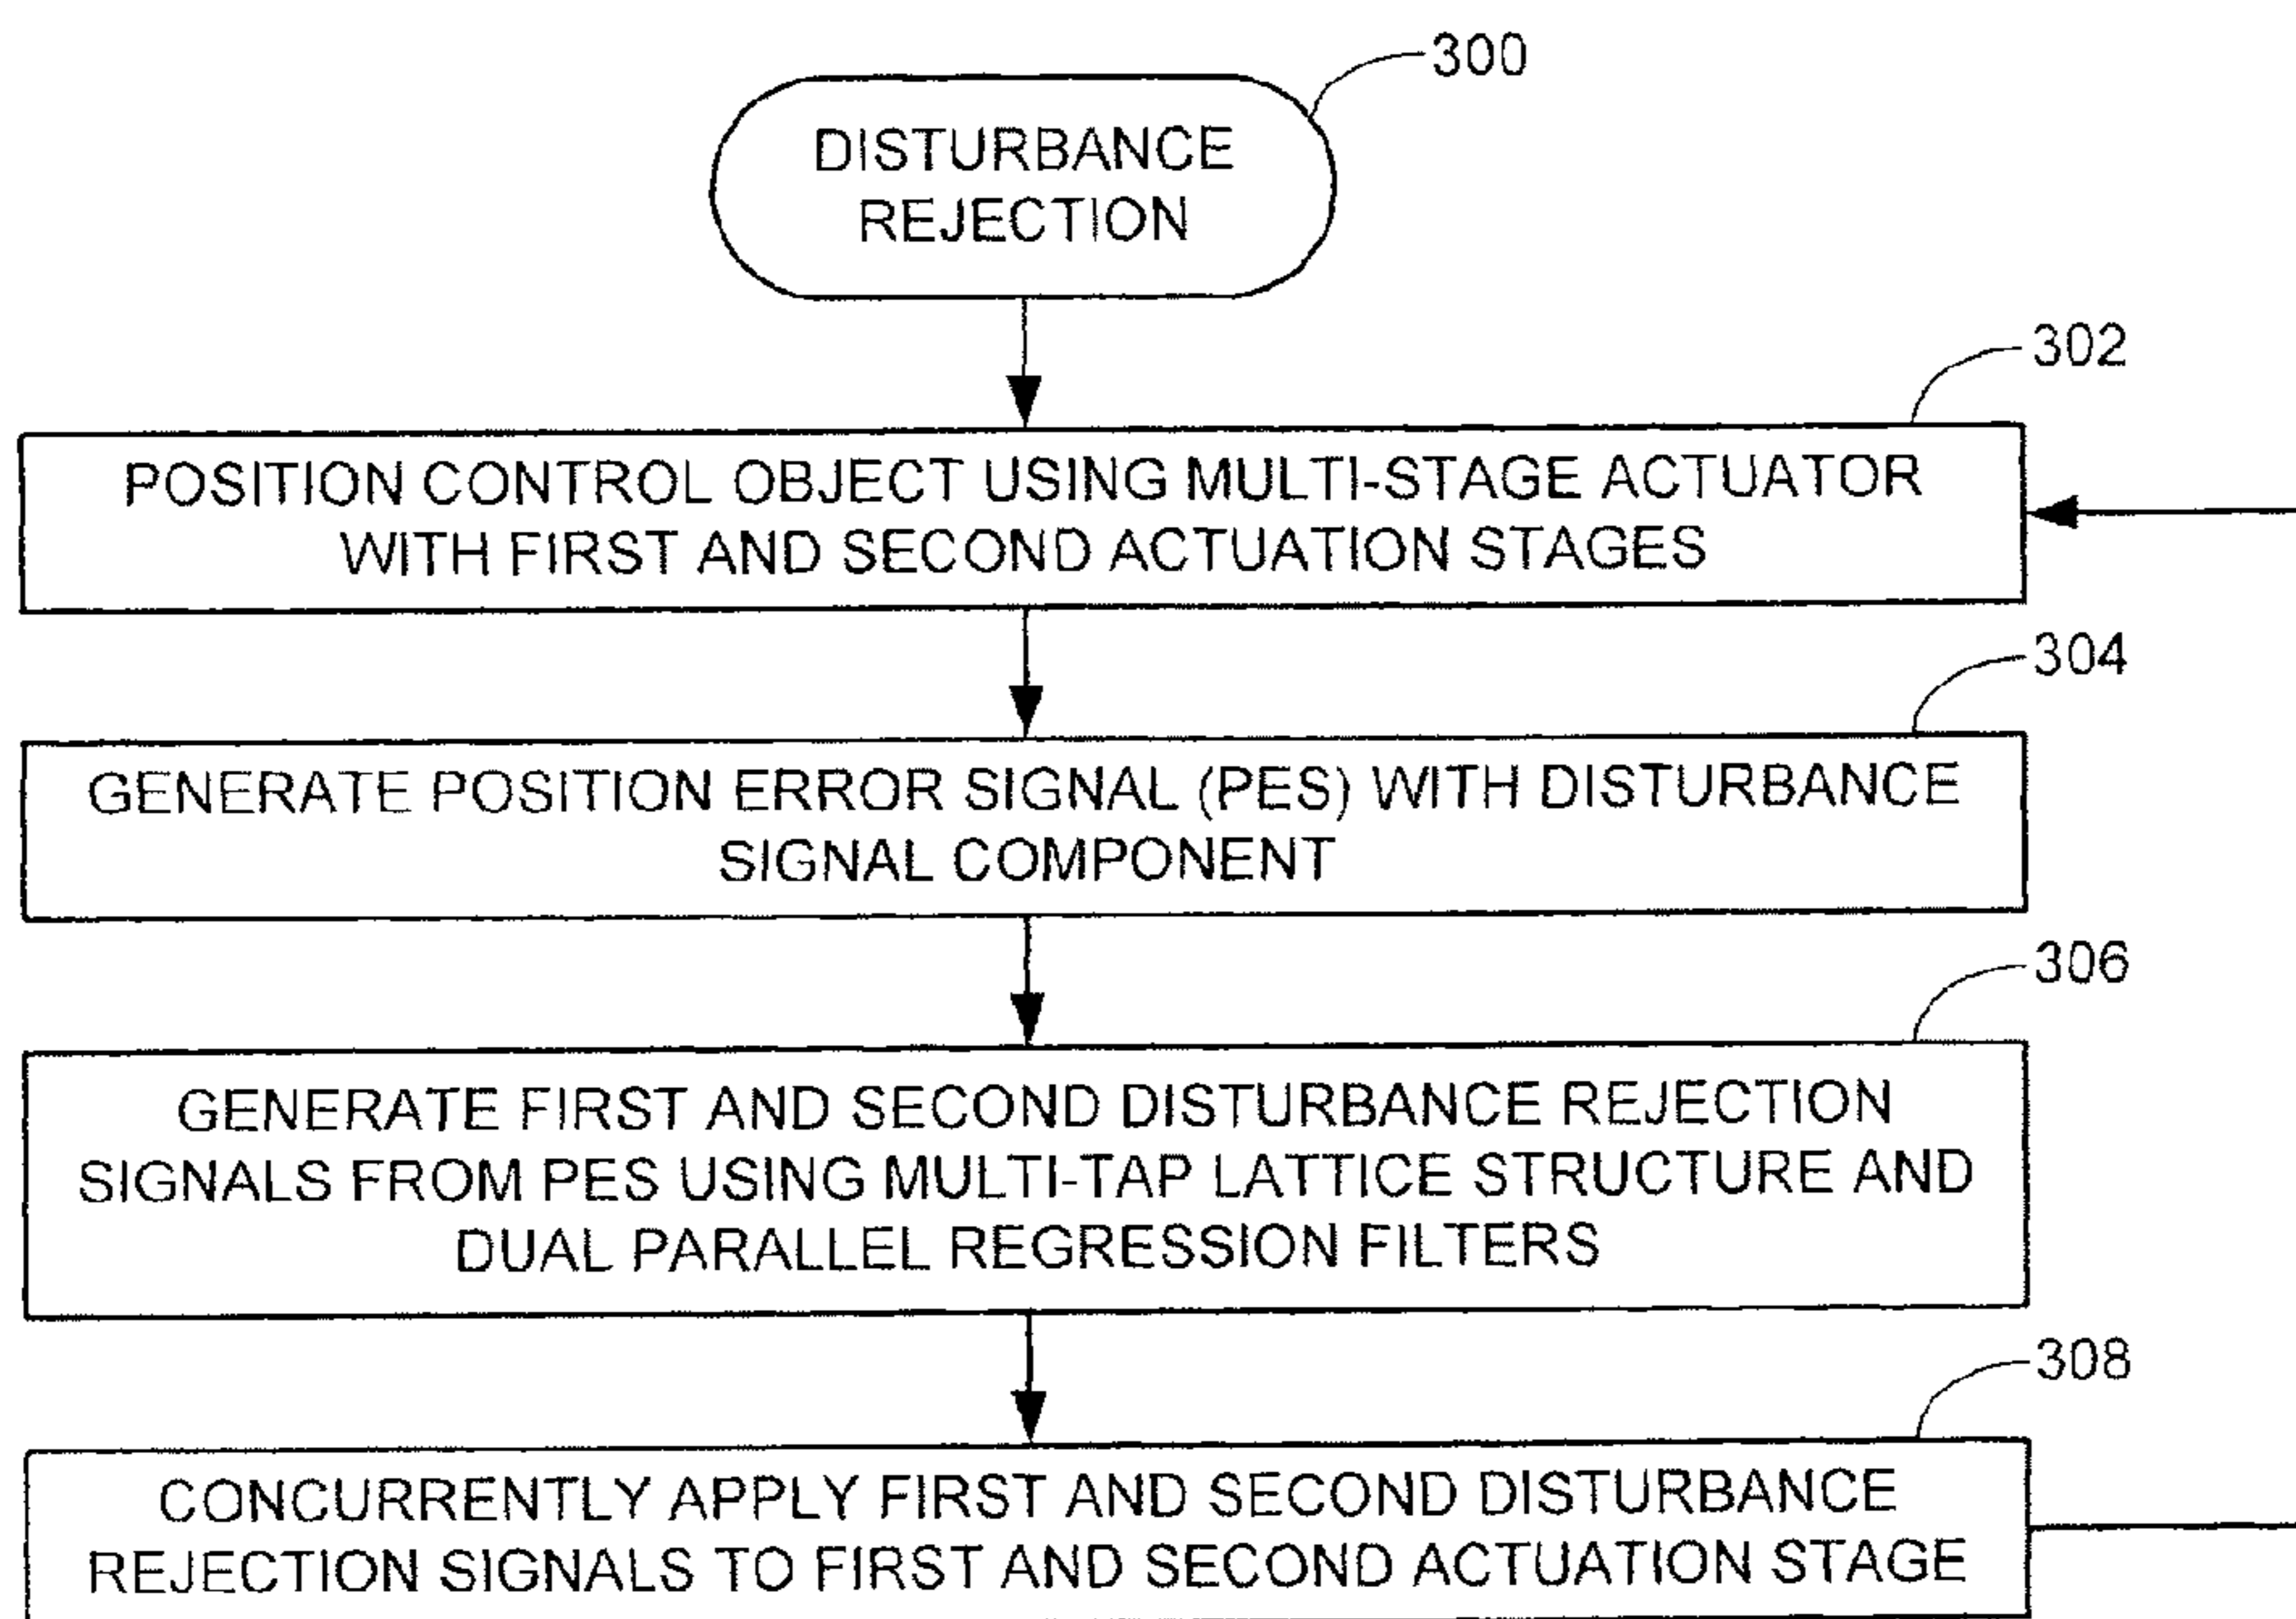 300
DISTURBANCE
REJECTION
302
POSITION CONTROL OBJECT USING MULTI-STAGE ACTUATOR
WITH FIRST AND SECOND ACTUATION STAGES
304
GENERATE POSITION ERROR SIGNAL (PES) WITH DISTURBANCE
SIGNAL COMPONENT
306
GENERATE FIRST AND SECOND DISTURBANCE REJECTION
SIGNALS FROM PES USING MULTI-TAP LATTICE STRUCTURE AND
DUAL PARALLEL REGRESSION FILTERS
308
CONCURRENTLY APPLY FIRST AND SECOND DISTURBANCE
REJECTION SIGNALS TO FIRST AND SECOND ACTUATION STAGE